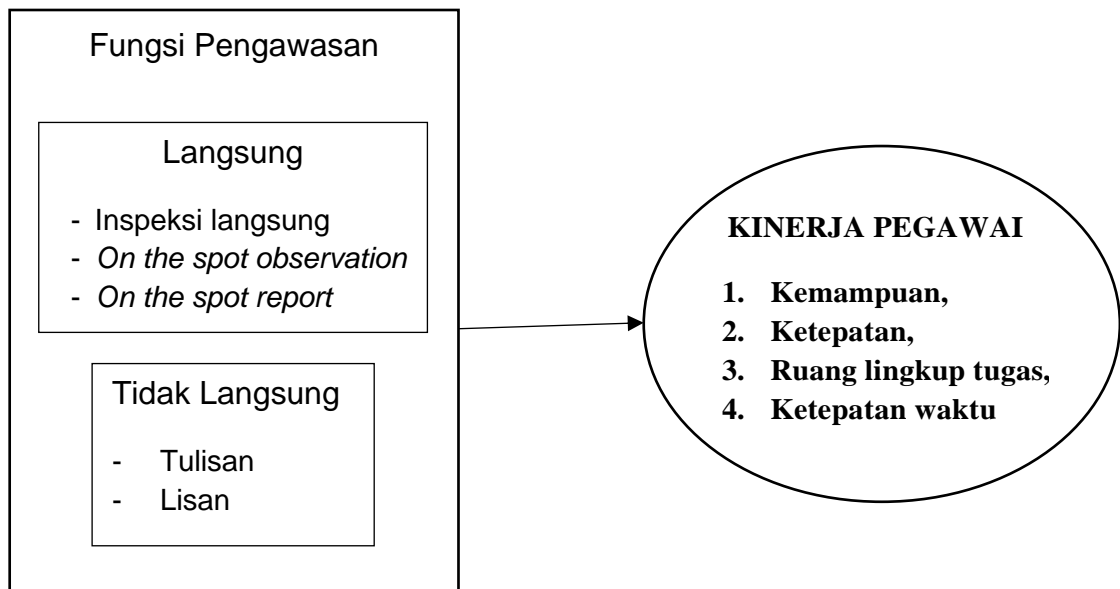 Fungsi Pengawasan
Langsung
- Inspeksi langsung
- On the spot observation
- On the spot report
Tidak Langsung
- Tulisan
- Lisan
KINERJA PEGAWAI
1. Kemampuan,
2. Ketepatan,
3. Ruang lingkup tugas,
4. Ketepatan waktu